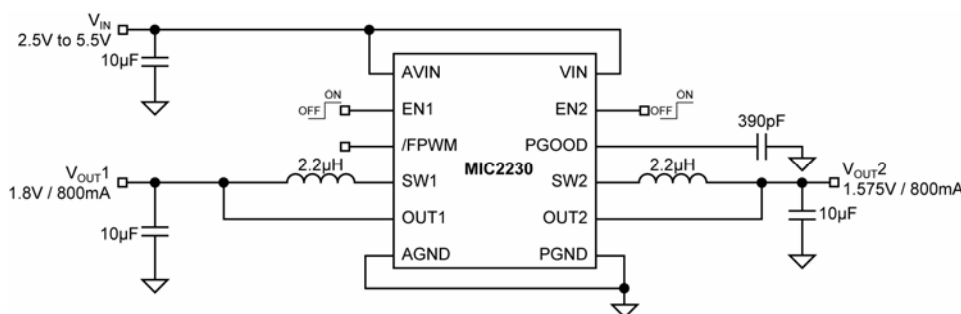 VIN
2.5V to 5.5V
10µF
AVIN
VIN
OFF
ON
EN1
EN2
OFF
ON
/FPWM
PGOOD
390pF
MIC2230
VOUT1
1.8V / 800mA
2.2µH
SW1
SW2
2.2µH
VOUT2
1.575V / 800mA
10µF
OUT1
OUT2
10µF
AGND
PGND